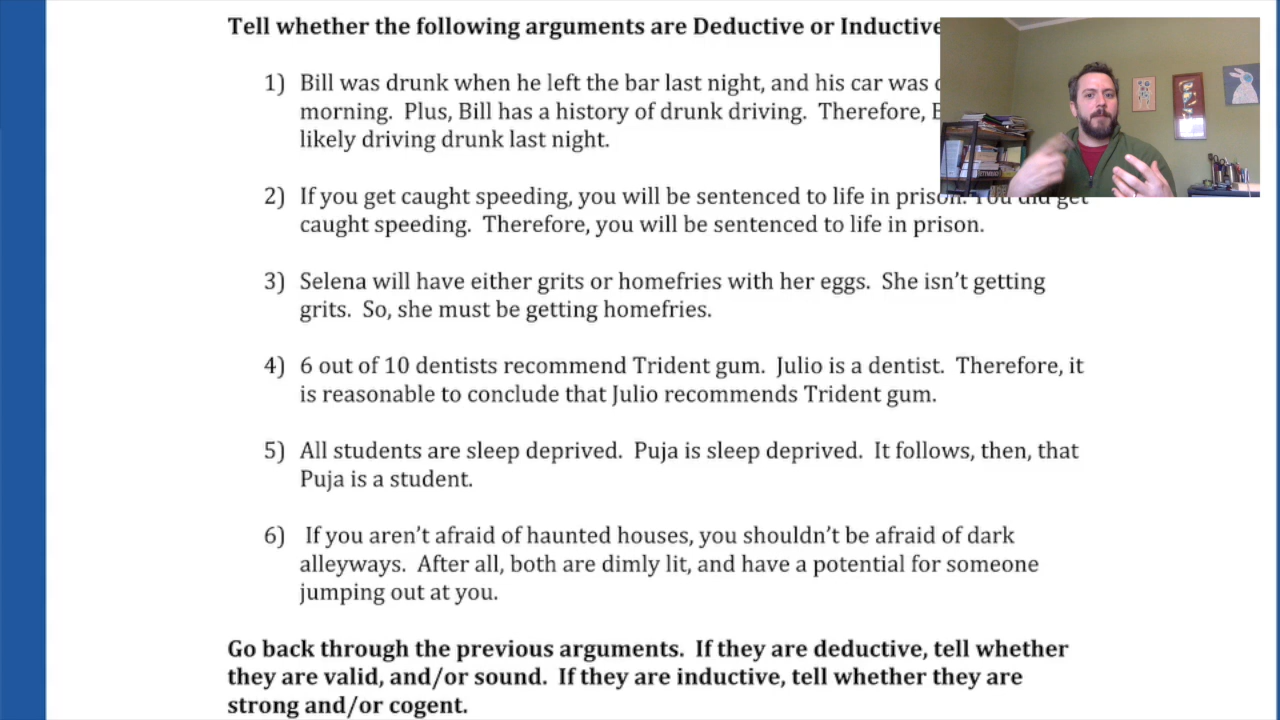 Tell whether the following arguments are Deductive or Inductive
1) Bill was drunk when he left the bar last night, and his car was
morning. Plus, Bill has a history of drunk driving. Therefore,
likely driving drunk last night.
2) If you get caught speeding, you will be sentenced to life in prison. You did get
caught speeding. Therefore, you will be sentenced to life in prison.
3) Selena will have either grits or homefries with her eggs. She isn't getting
grits. So, she must be getting homefries.
4) 6 out of 10 dentists recommend Trident gum. Julio is a dentist. Therefore, it
is reasonable to conclude that Julio recommends Trident gum.
5) All students are sleep deprived. Puja is sleep deprived. It follows, then, that
Puja is a student.
6) If you aren't afraid of haunted houses, you shouldn't be afraid of dark
alleyways. After all, both are dimly lit, and have a potential for someone
jumping out at you.
Go back through the previous arguments. If they are deductive, tell whether
they are valid, and/or sound. If they are inductive, tell whether they are
strong and/or cogent.